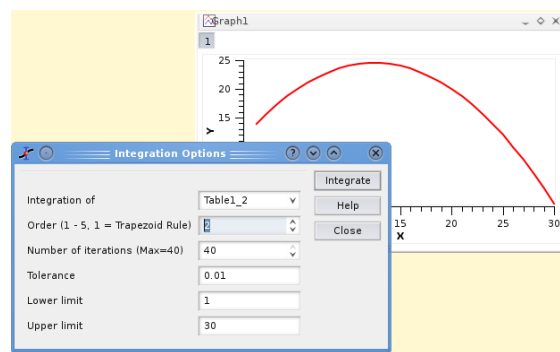 Graph1
1
25
20
15
Y
15 20 25 30
X
Integration Options
Integration of Table1_2
Order (1 - 5, 1 = Trapezoid Rule) 2
Number of iterations (Max=40) 40
Tolerance 0.01
Lower limit 1
Upper limit 30
Integrate
Help
Close